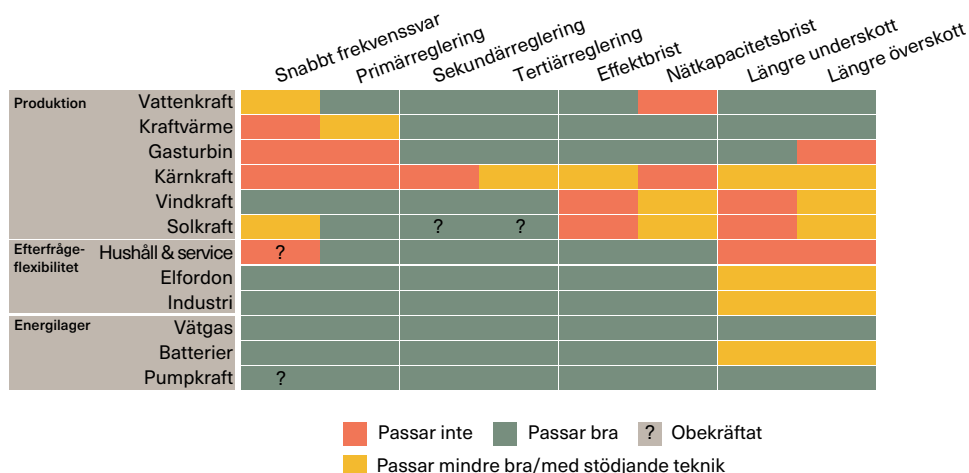 Snabbt frekvenssvar
Primärreglering
Sekundärreglering
Tertiärreglering
Effektbrist
Nätkapacitetsbrist
Längre underskott
Längre överskott
Produktion
Vattenkraft
Kraftvärme
Gasturbin
Kärnkraft
Vindkraft
Solkraft
? ?
Efterfråge-
flexibilitet
Hushåll & service
?
Elfordon
Industri
Energilager
Vätgas
Batterier
Pumpkraft
?
Passar inte
Passar bra
? Obekräftat
Passar mindre bra/med stödjande teknik